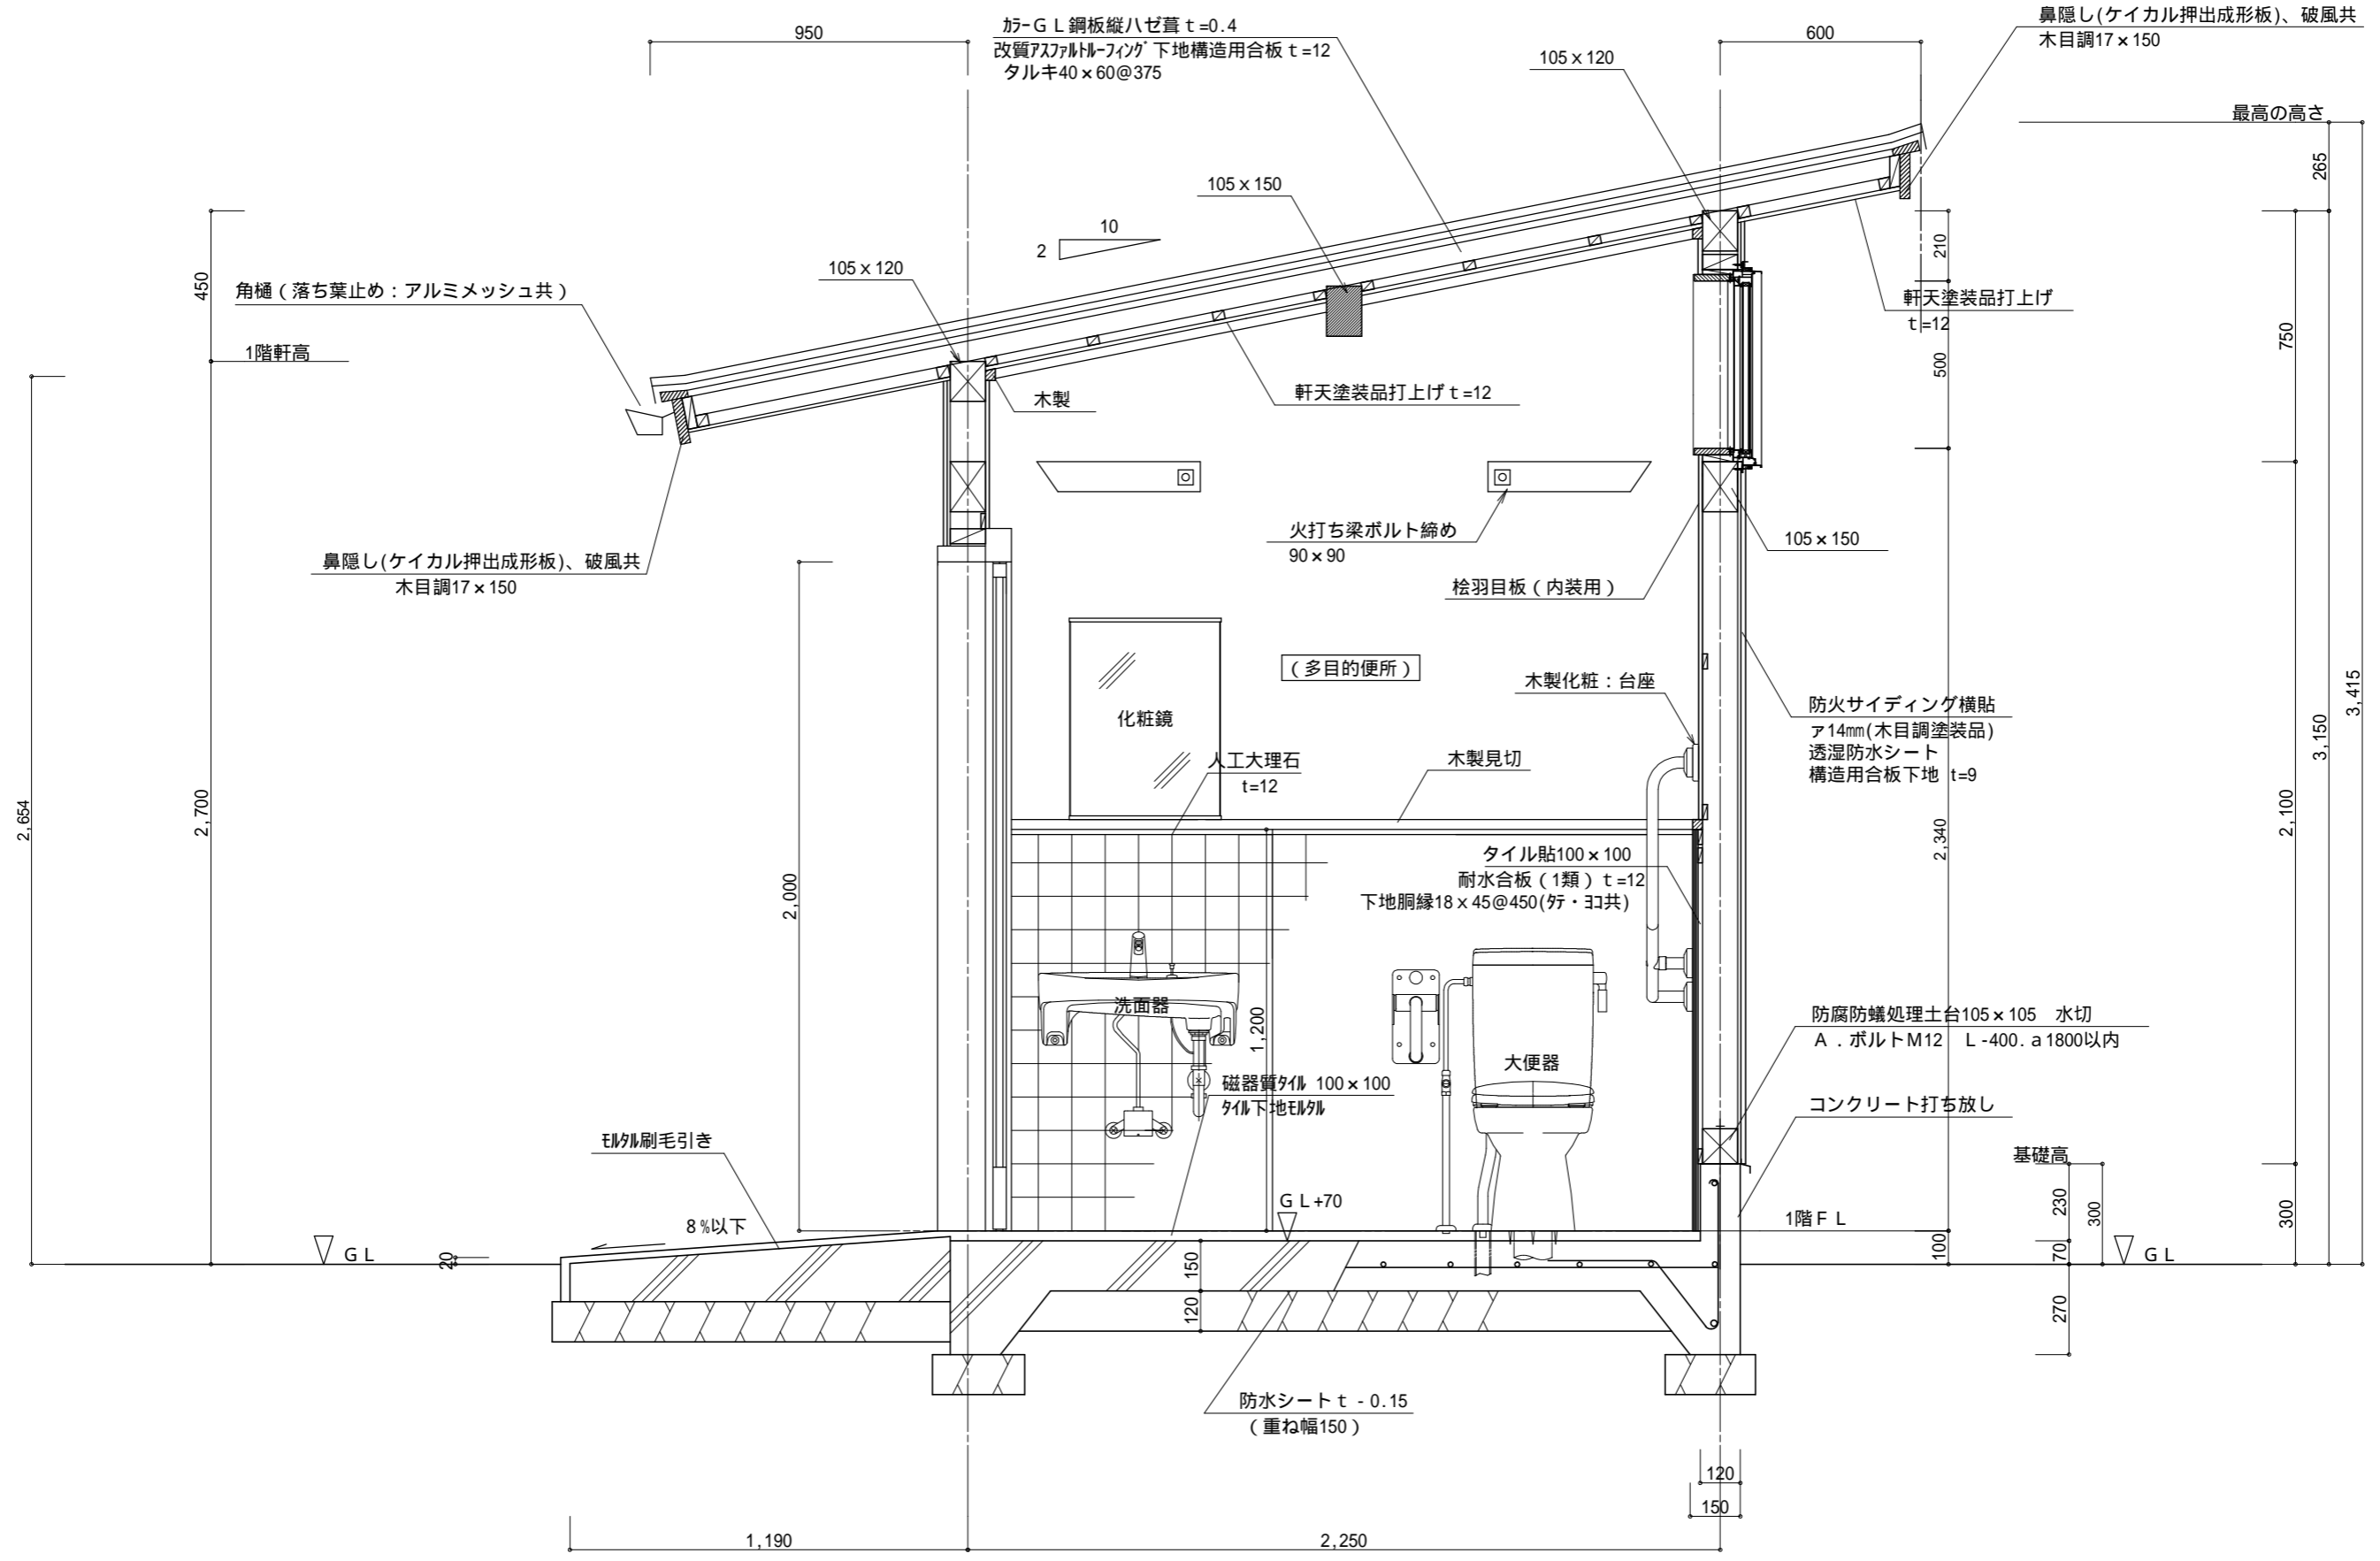 950
ｶﾗｰＧＬ鋼板縦ハゼ葺ｔ=0.4
改質ｱｽﾌｧﾙﾄﾙｰﾌｨﾝｸﾞ下地構造用合板ｔ=12
タルキ40×60@375
105×120
600
鼻隠し(ケイカル押出成形板)、破風共
木目調17×150
最高の高さ
265
105×150
10
2
105×120
210
450
角樋（落ち葉止め：アルミメッシュ共）
1階軒高
軒天塗装品打上げ
ｔ=12
750
500
木製
軒天塗装品打上げｔ=12
火打ち梁ボルト締め
90×90
105×150
鼻隠し(ケイカル押出成形板)、破風共
木目調17×150
桧羽目板（内装用）
（多目的便所）
木製化粧：台座
化粧鏡
防火サイディング横貼
ァ14㎜(木目調塗装品)
透湿防水シート
構造用合板下地 t=9
3,415
3,150
人工大理石
t=12
木製見切
2,654
2,700
2,100
2,340
2,000
タイル貼100×100
耐水合板（1類）ｔ=12
下地胴縁18×45@450(ﾀﾃ・ﾖｺ共)
洗面器
1,200
大便器
防腐防蟻処理土台105×105　水切
Ａ．ボルトＭ12　Ｌ-400.ａ1800以内
磁器質ﾀｲﾙ 100×100
ﾀｲﾙ下地ﾓﾙﾀﾙ
コンクリート打ち放し
ﾓﾙﾀﾙ刷毛引き
基礎高
230
300
300
ＧＬ+70
1階ＦＬ
8％以下
ＧＬ
20
150
100
70
ＧＬ
120
270
防水シートｔ-0.15
（重ね幅150）
120
150
1,190
2,250